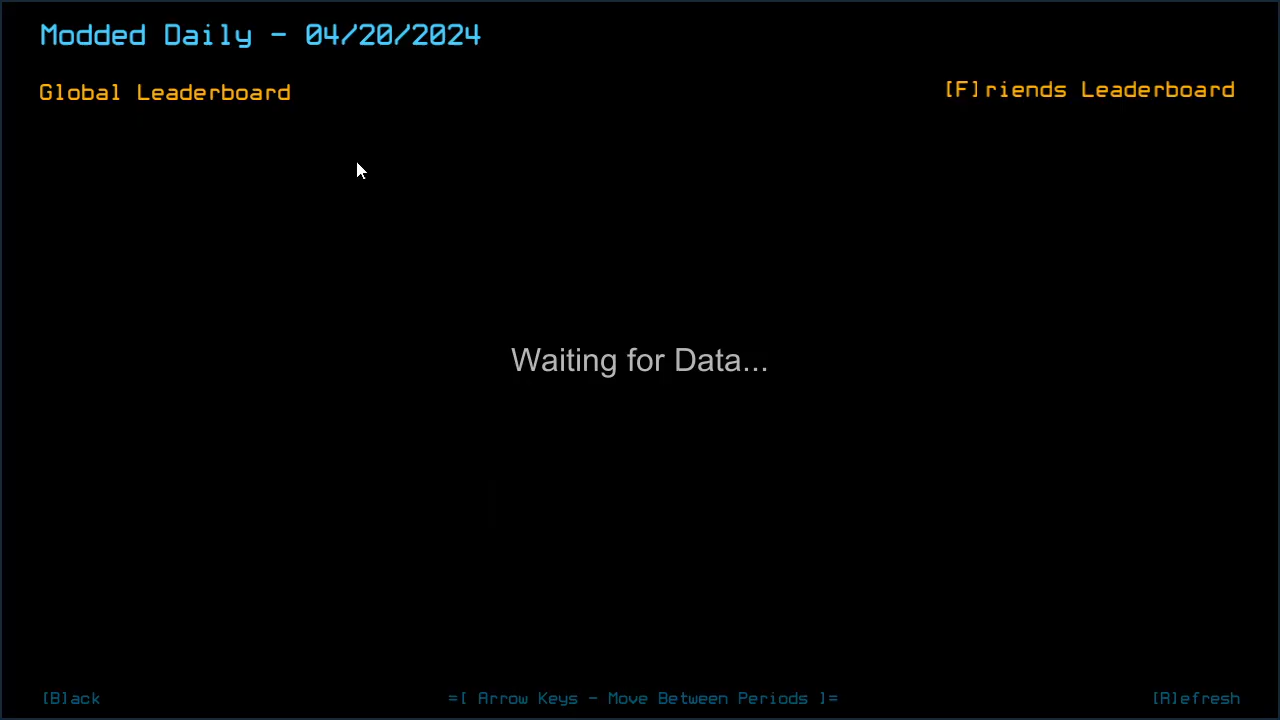 Modded Daily - 04/20/2024
Global Leaderboard
[F]riends Leaderboard
Waiting for Data...
[B]ack
=[ Arrow Keys - Move Between Periods ]=
[R]efresh